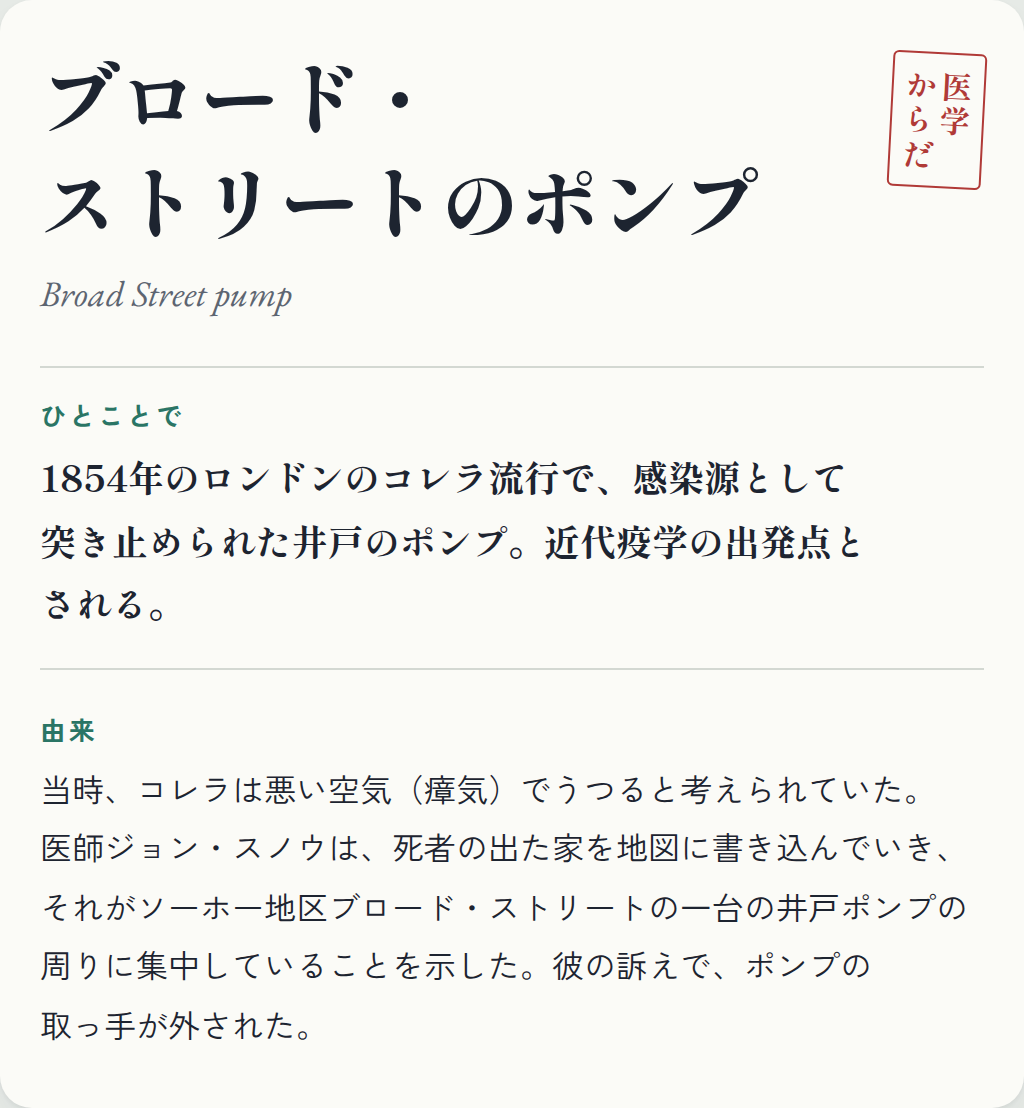 ブロード・
ストリートのポンプ
医学
からだ
Broad Street pump
ひとことで
1854年のロンドンのコレラ流行で、感染源として
突き止められた井戸のポンプ。近代疫学の出発点と
される。
由来
当時、コレラは悪い空気（瘴気）でうつると考えられていた。
医師ジョン・スノウは、死者の出た家を地図に書き込んでいき、
それがソーホー地区ブロード・ストリートの一台の井戸ポンプの
周りに集中していることを示した。彼の訴えで、ポンプの
取っ手が外された。